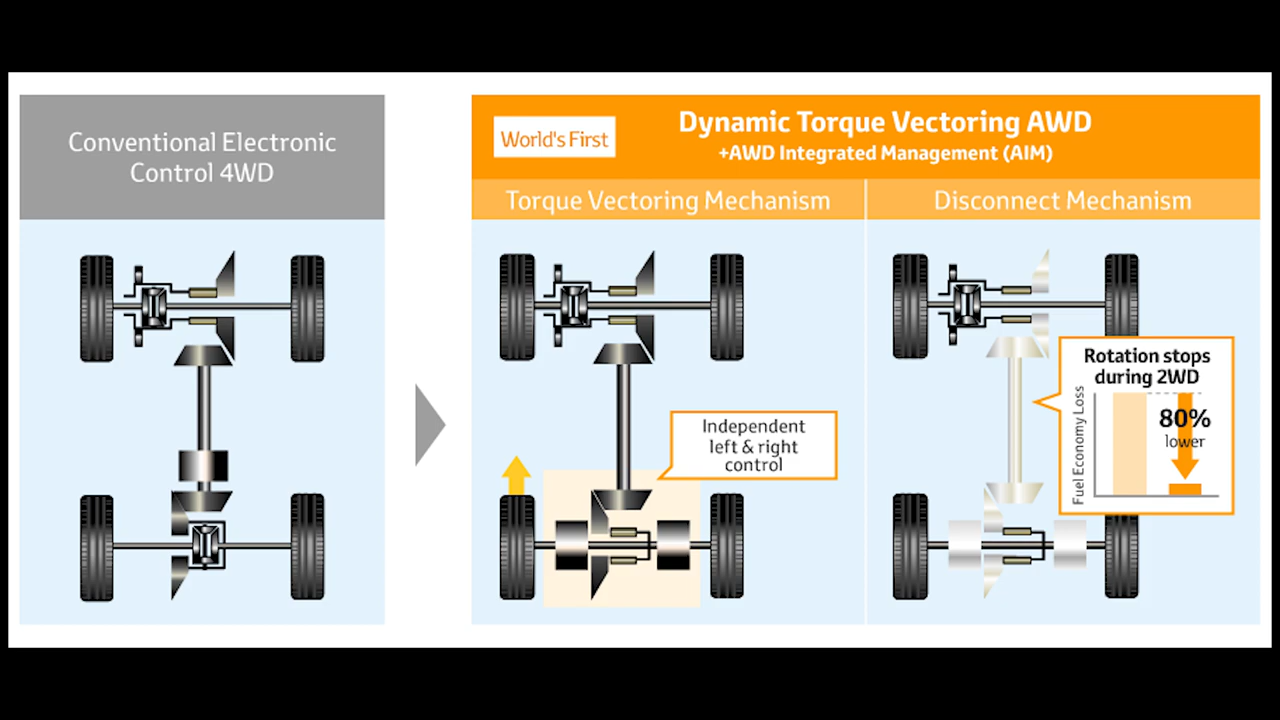 Conventional Electronic
Control 4WD
World's First
Dynamic Torque Vectoring AWD
+AWD Integrated Management (AIM)
Torque Vectoring Mechanism
Disconnect Mechanism
Independent
left & right
control
Rotation stops
during 2WD
Fuel Economy Loss
80%
lower